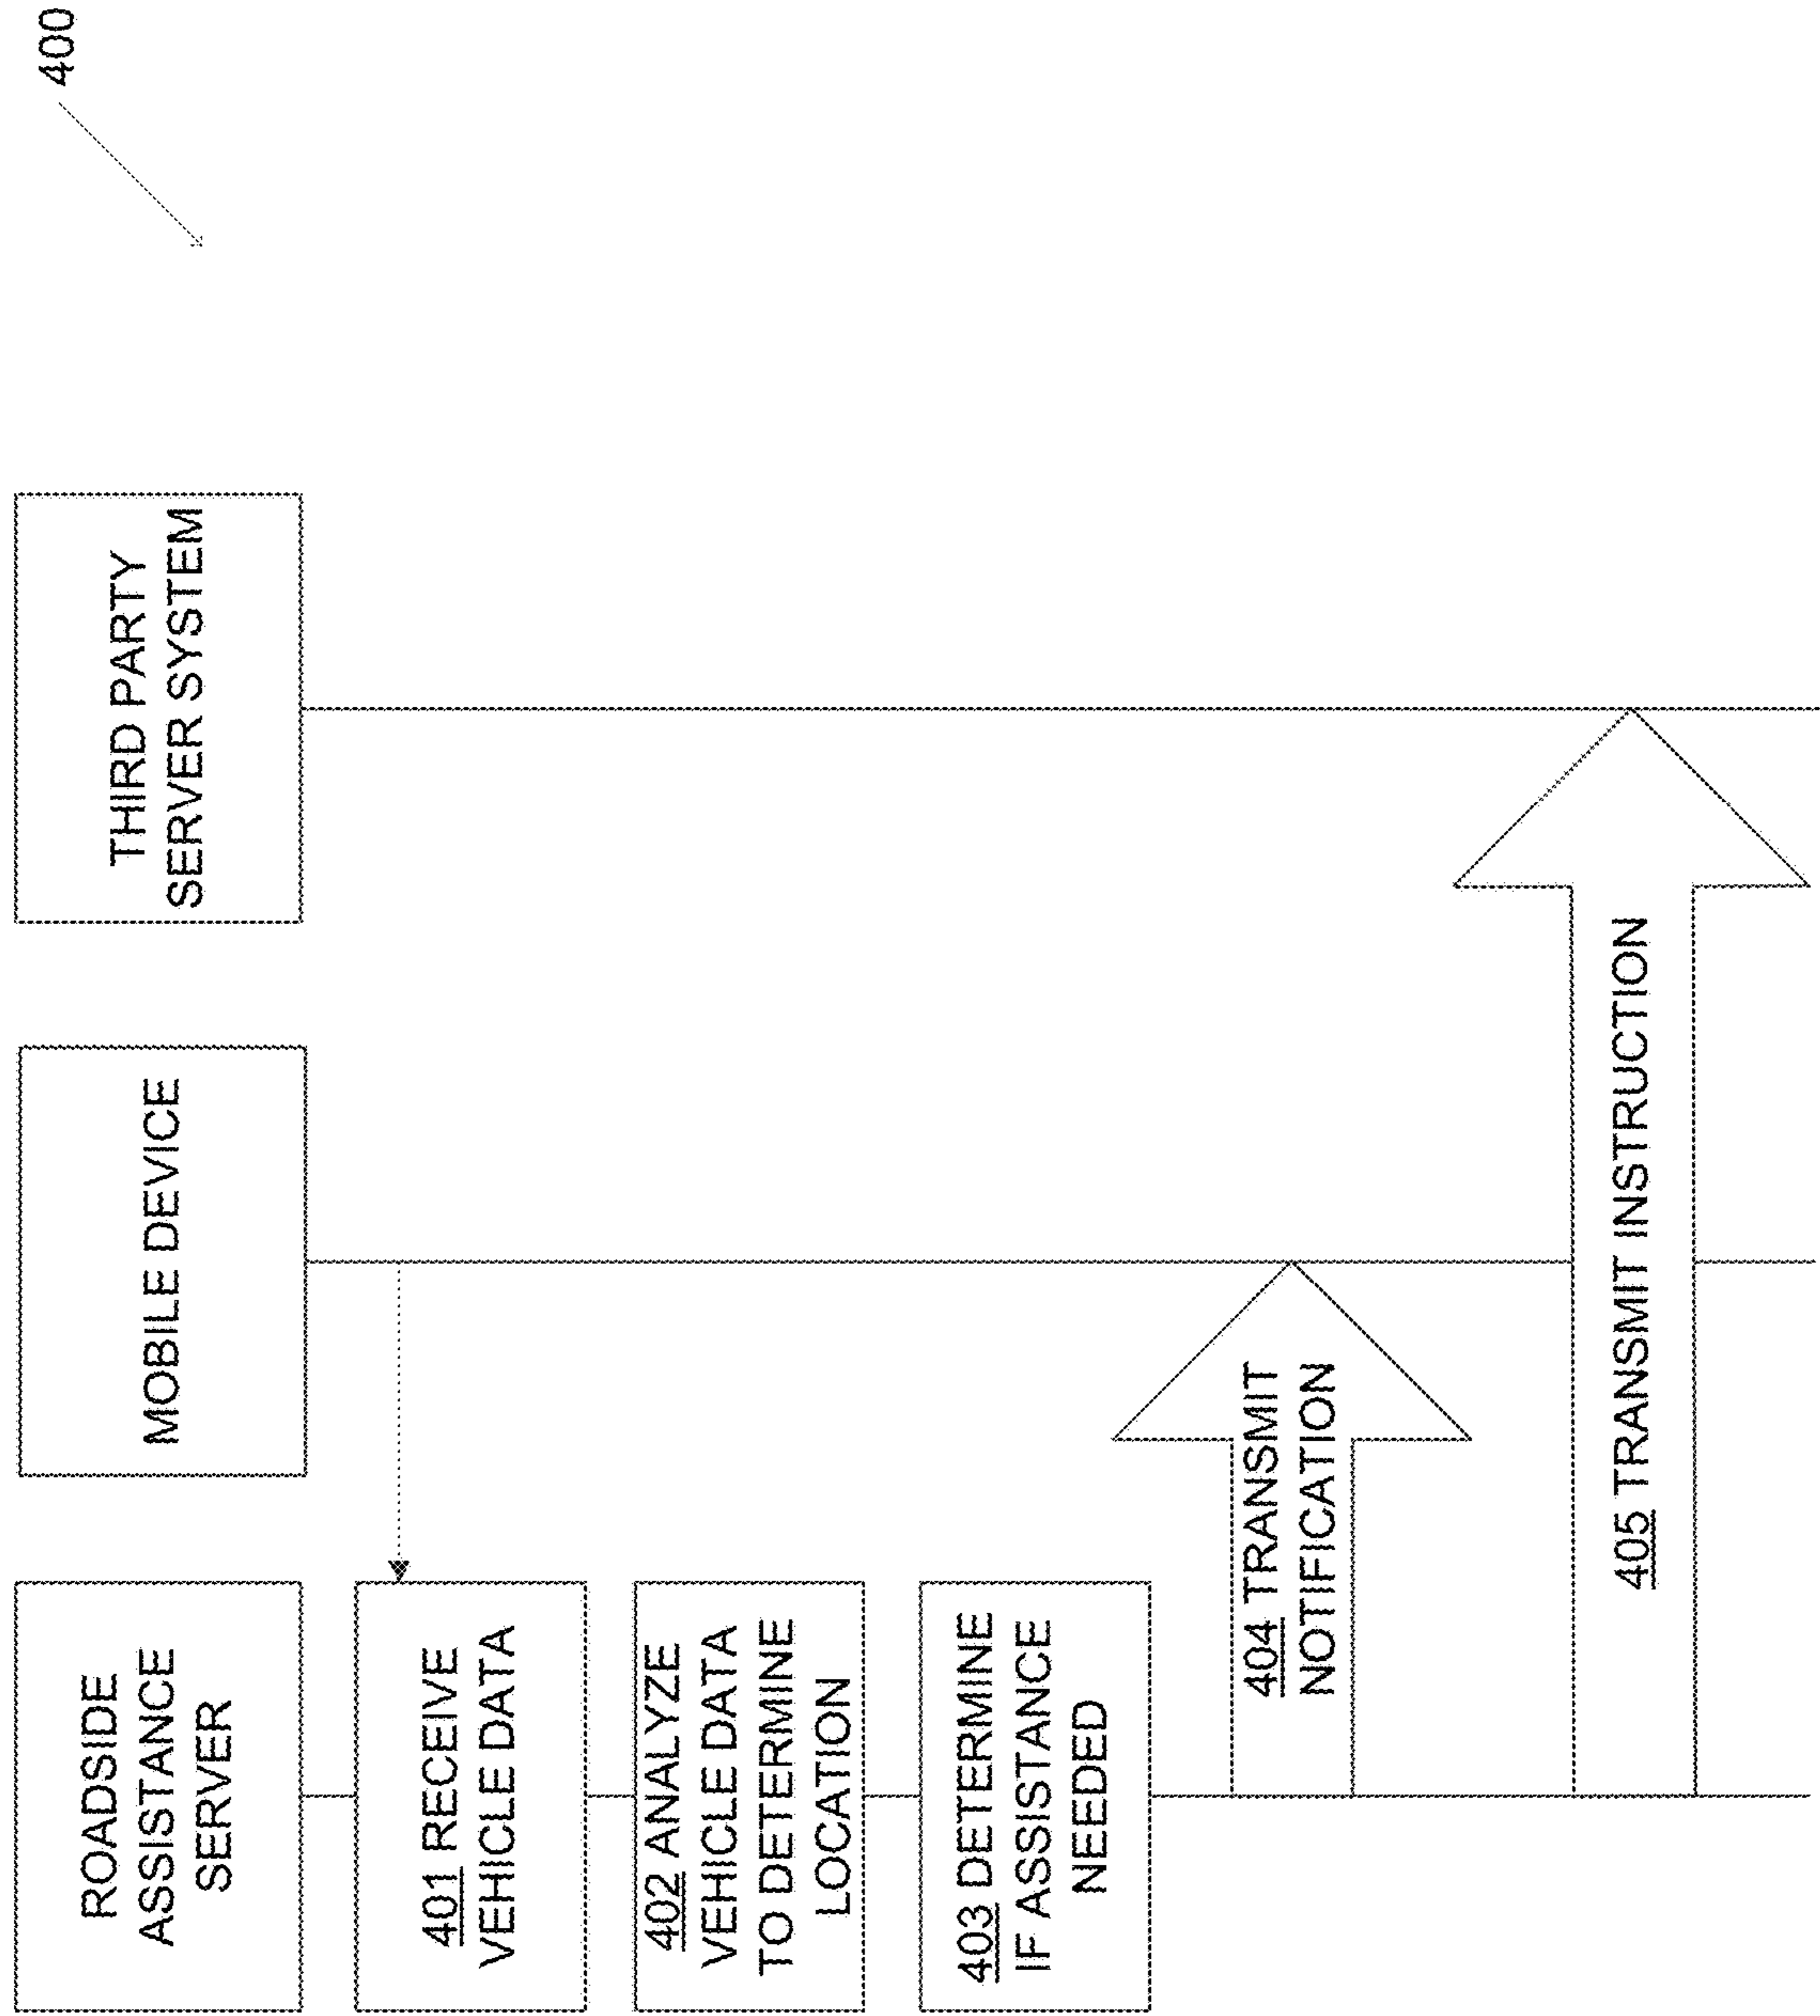 400
ROADSIDE
ASSISTANCE
SERVER
MOBILE DEVICE
THIRD PARTY
SERVER SYSTEM
401 RECEIVE
VEHICLE DATA
402 ANALYZE
VEHICLE DATA
TO DETERMINE
LOCATION
403 DETERMINE
IF ASSISTANCE
NEEDED
404 TRANSMIT
NOTIFICATION
405 TRANSMIT INSTRUCTION